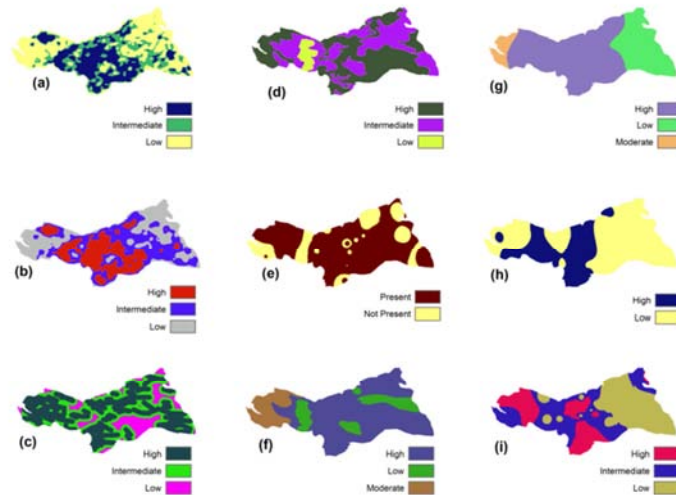 (a)
High
Intermediate
Low
(d)
High
Intermediate
Low
(g)
High
Low
Moderate
(b)
High
Intermediate
Low
(e)
Present
Not Present
(h)
High
Low
(c)
High
Intermediate
Low
(f)
High
Low
Moderate
(i)
High
Intermediate
Low